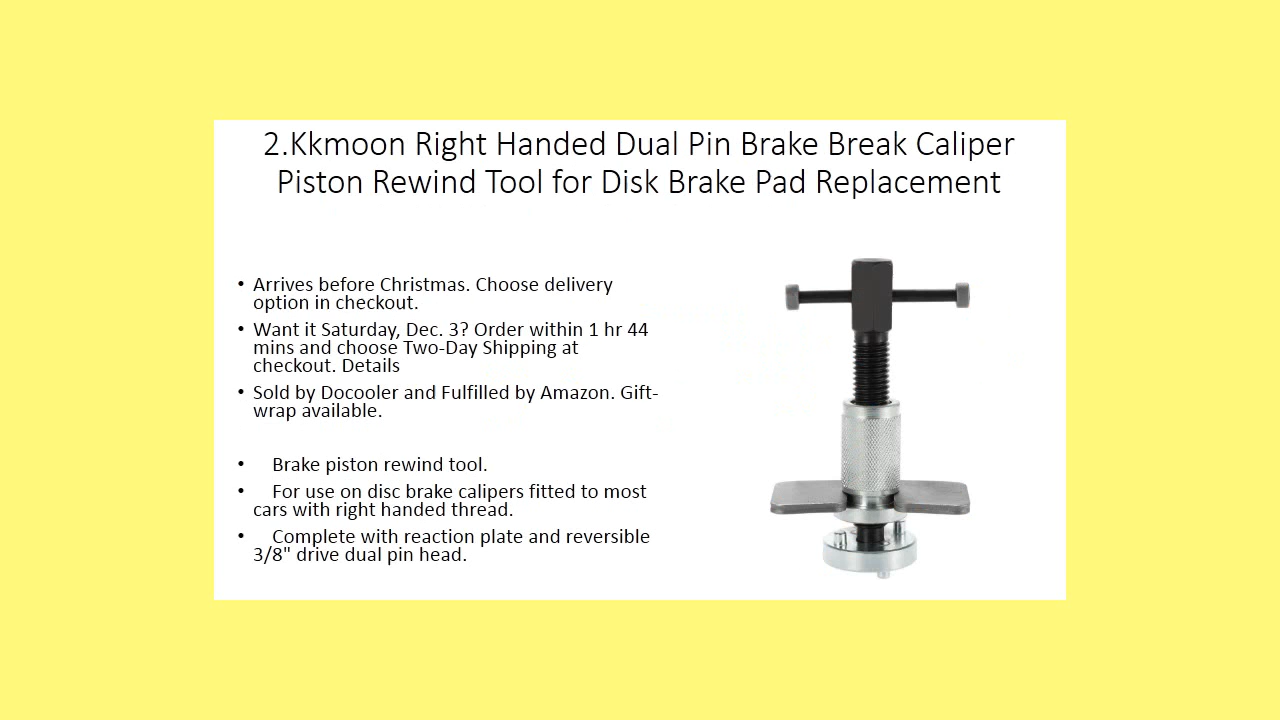 2.Kkmoon Right Handed Dual Pin Brake Break Caliper
Piston Rewind Tool for Disk Brake Pad Replacement
• Arrives before Christmas. Choose delivery
option in checkout.
• Want it Saturday, Dec. 3? Order within 1 hr 44
mins and choose Two-Day Shipping at
checkout. Details
• Sold by Docooler and Fulfilled by Amazon. Gift-
wrap available.
• Brake piston rewind tool.
• For use on disc brake calipers fitted to most
cars with right handed thread.
• Complete with reaction plate and reversible
3/8" drive dual pin head.